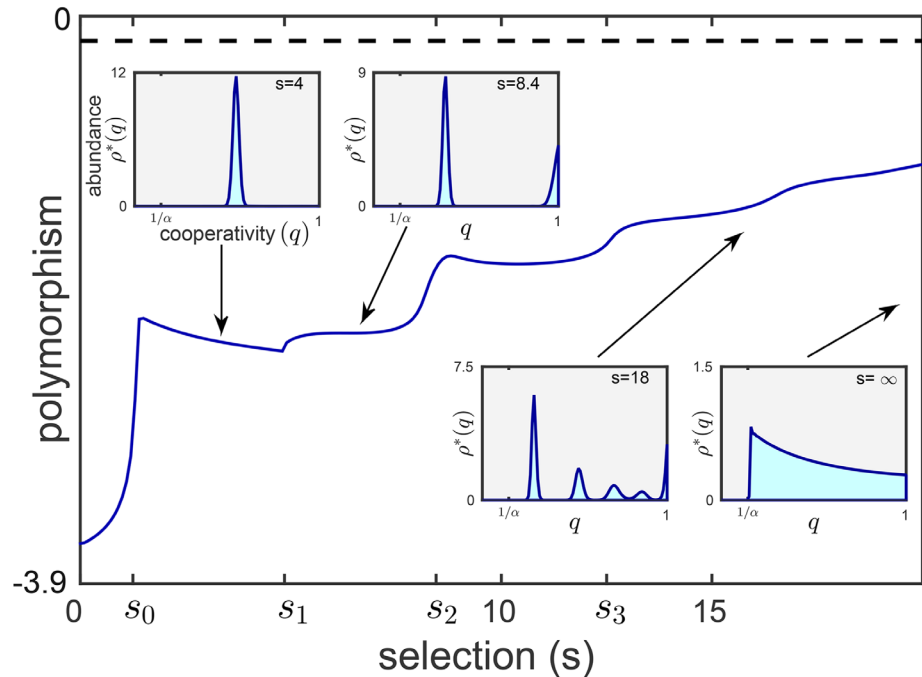 0
polymorphism
-3.9
12
s=4
abundance
ρ*(q)
0
1/α
1
cooperativity (q)
9
s=8.4
ρ*(q)
0
1/α
q
1
7.5
s=18
ρ*(q)
0
1/α
q
1
1.5
s= ∞
ρ*(q)
0
1/α
q
1
0 s₀ s₁ s₂ 10 s₃ 15
selection (s)